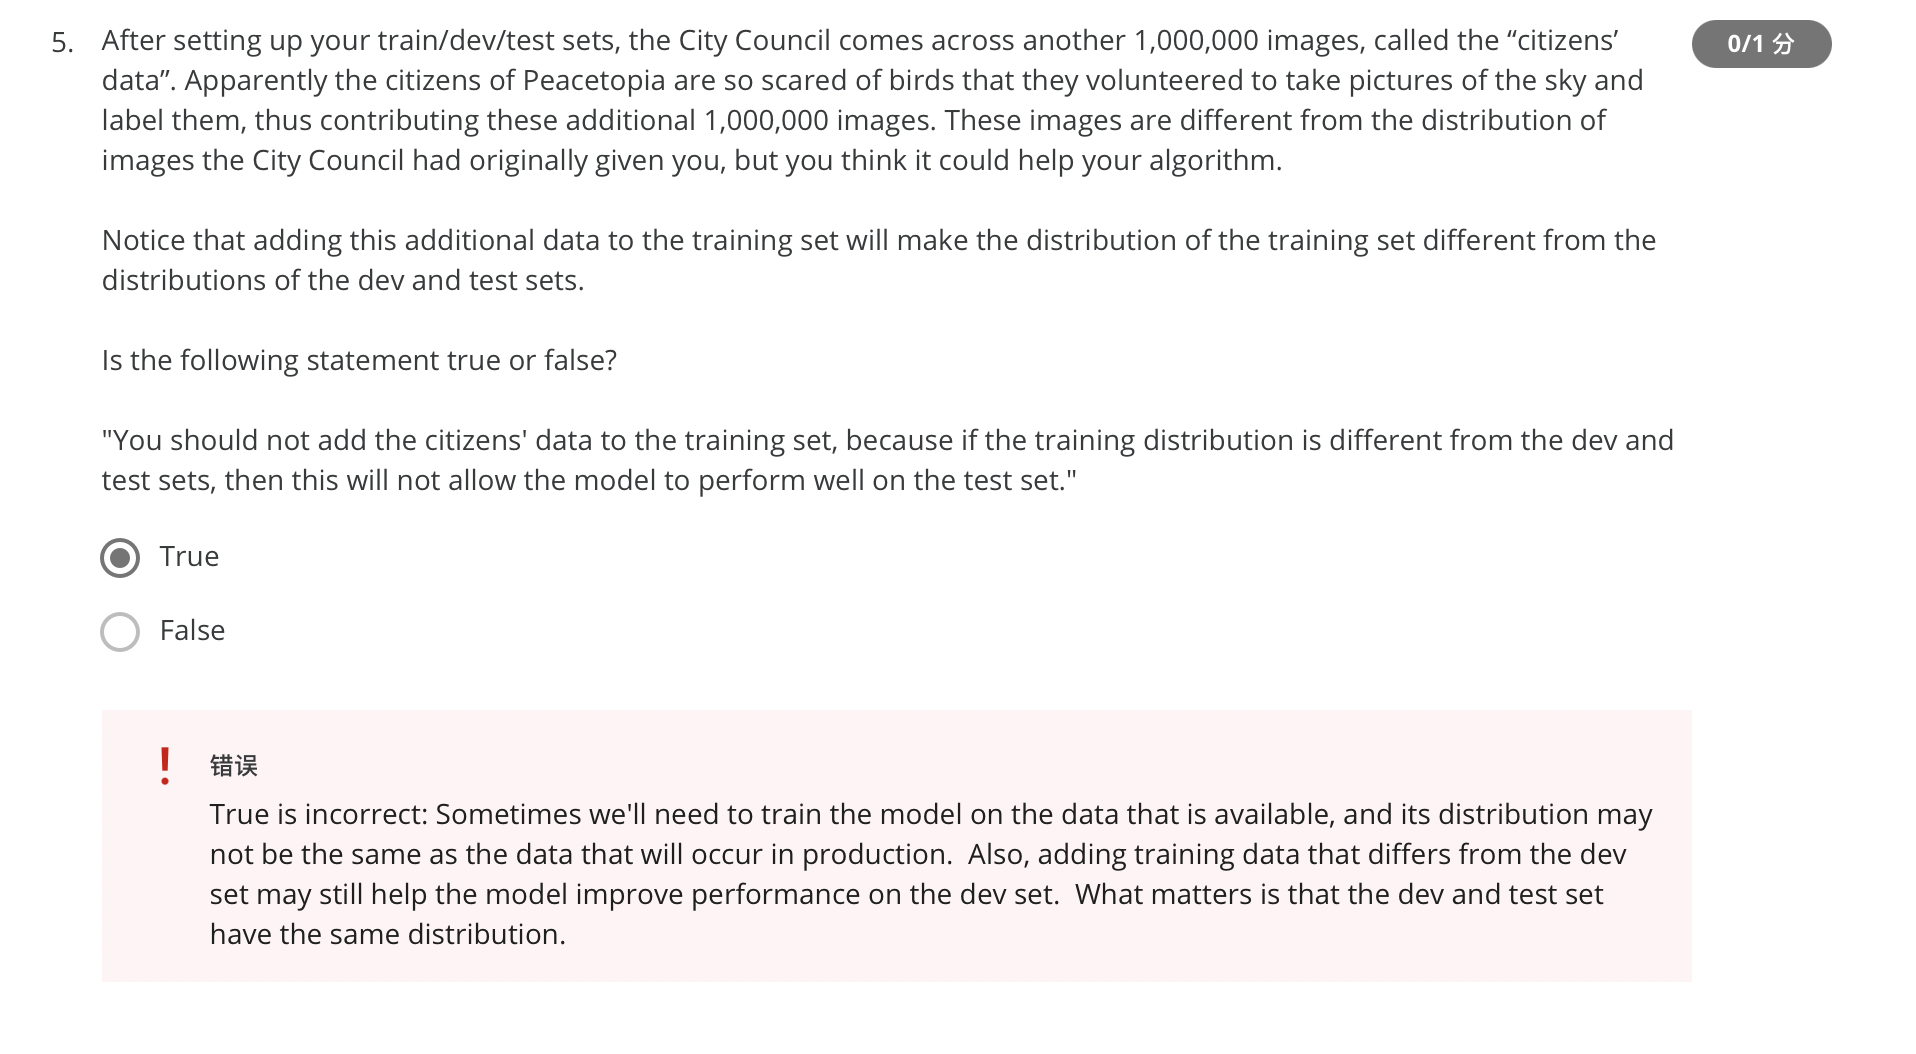 5. After setting up your train/dev/test sets, the City Council comes across another 1,000,000 images, called the “citizens’ 0/1 分
data”. Apparently the citizens of Peacetopia are so scared of birds that they volunteered to take pictures of the sky and
label them, thus contributing these additional 1,000,000 images. These images are different from the distribution of
images the City Council had originally given you, but you think it could help your algorithm.
Notice that adding this additional data to the training set will make the distribution of the training set different from the
distributions of the dev and test sets.
Is the following statement true or false?
"You should not add the citizens' data to the training set, because if the training distribution is different from the dev and
test sets, then this will not allow the model to perform well on the test set."
True
False
错误
True is incorrect: Sometimes we'll need to train the model on the data that is available, and its distribution may
not be the same as the data that will occur in production.  Also, adding training data that differs from the dev
set may still help the model improve performance on the dev set.  What matters is that the dev and test set
have the same distribution.